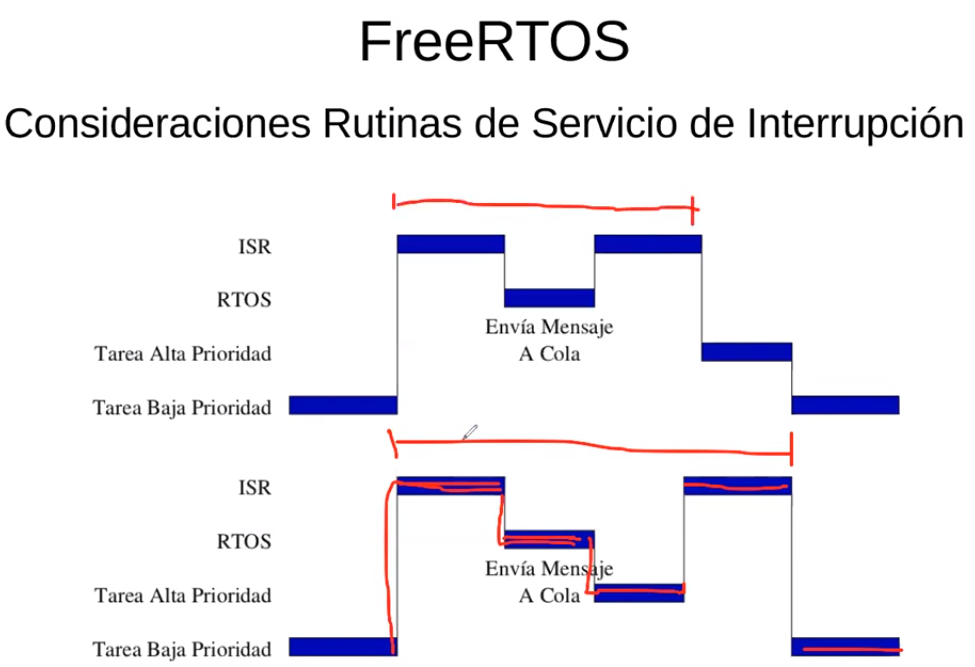 FreeRTOS
Consideraciones Rutinas de Servicio de Interrupción
ISR
RTOS
Envía Mensaje
A Cola
Tarea Alta Prioridad
Tarea Baja Prioridad
ISR
RTOS
Envía Mensaje
A Cola
Tarea Alta Prioridad
Tarea Baja Prioridad